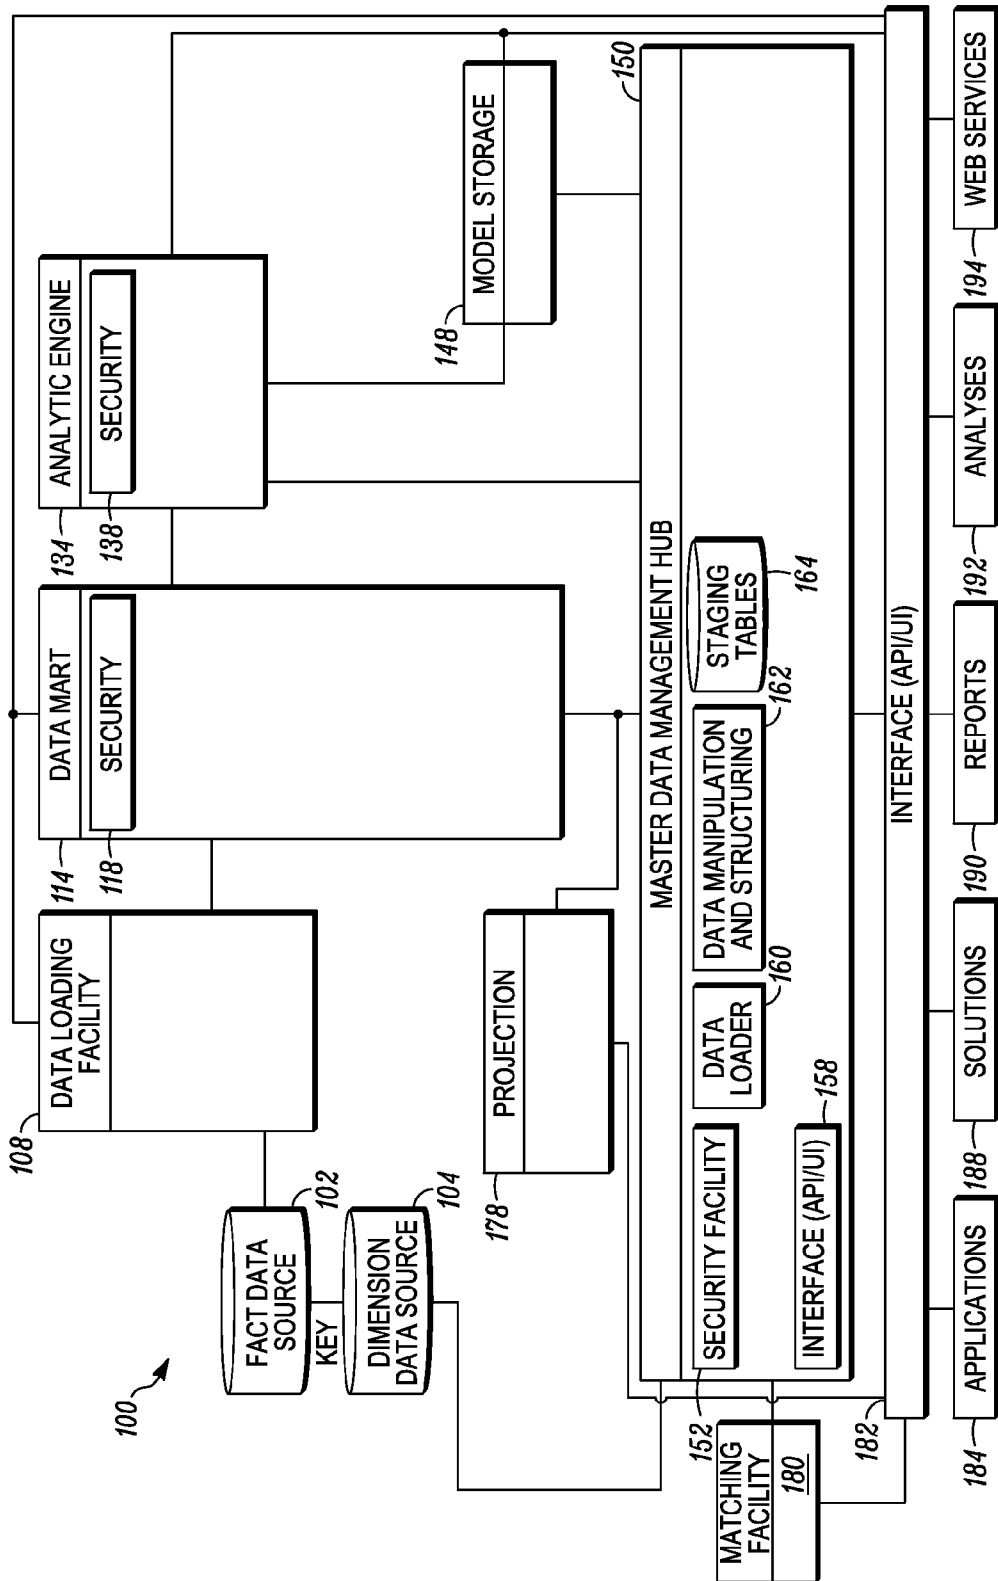 100
FACT DATA
SOURCE
102
KEY
DIMENSION
DATA SOURCE
104
108
DATA LOADING
FACILITY
114
DATA MART
118
SECURITY
134
ANALYTIC ENGINE
138
SECURITY
148
MODEL STORAGE
178
PROJECTION
150
MASTER DATA MANAGEMENT HUB
152
SECURITY FACILITY
DATA
LOADER
160
DATA MANIPULATION
AND STRUCTURING
162
STAGING
TABLES
164
INTERFACE (API/UI)
158
MATCHING
FACILITY
180
182
INTERFACE (API/UI)
184
APPLICATIONS
188
SOLUTIONS
190
REPORTS
192
ANALYSES
194
WEB SERVICES